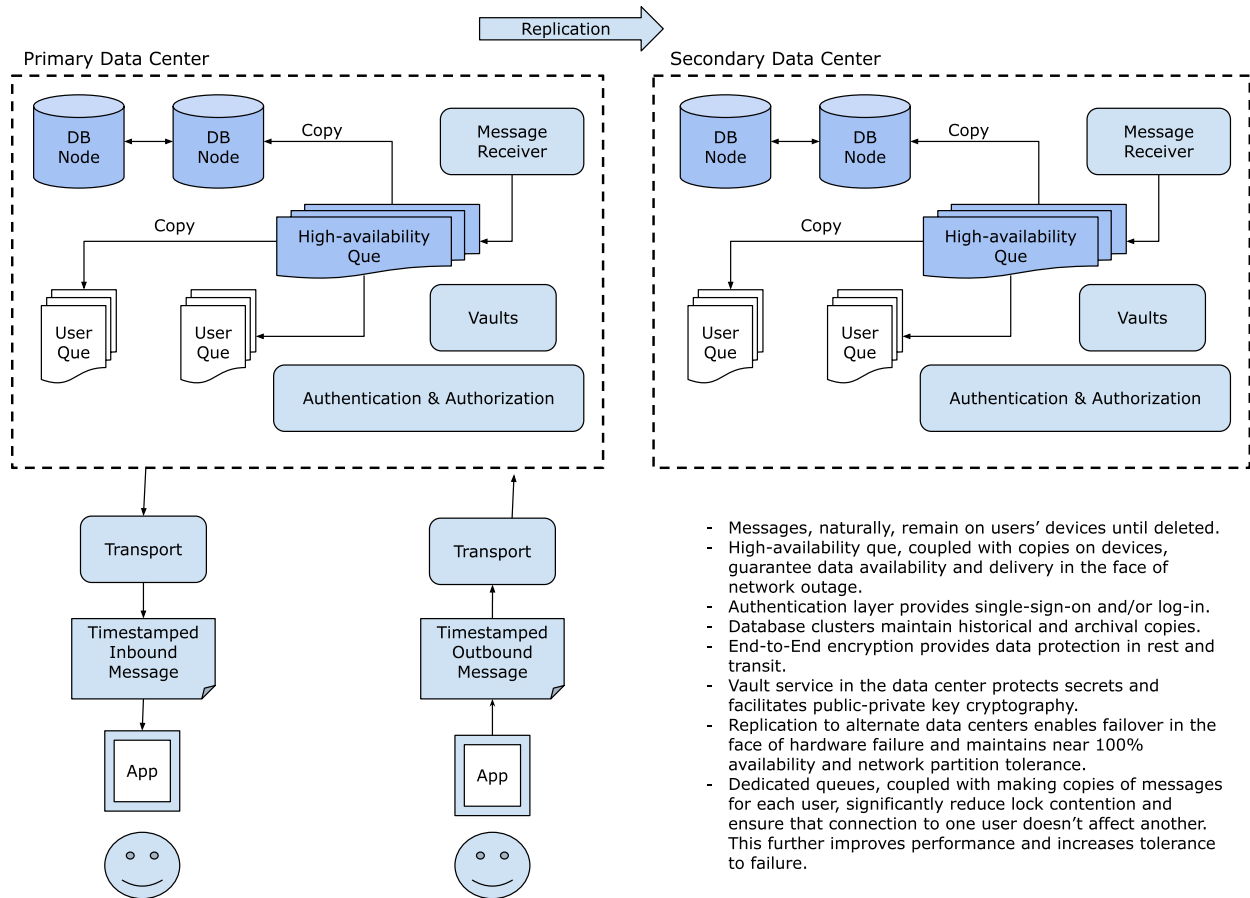 Replication
Primary Data Center
Secondary Data Center
DB
Node
DB
Node
Copy
Message
Receiver
Copy
High-availability
Que
User
Que
User
Que
Vaults
Authentication & Authorization
DB
Node
DB
Node
Copy
Message
Receiver
Copy
High-availability
Que
User
Que
User
Que
Vaults
Authentication & Authorization
Transport
Timestamped
Inbound
Message
App
Transport
Timestamped
Outbound
Message
App
- Messages, naturally, remain on users’ devices until deleted.
- High-availability que, coupled with copies on devices,
guarantee data availability and delivery in the face of
network outage.
- Authentication layer provides single-sign-on and/or log-in.
- Database clusters maintain historical and archival copies.
- End-to-End encryption provides data protection in rest and
transit.
- Vault service in the data center protects secrets and
facilitates public-private key cryptography.
- Replication to alternate data centers enables failover in the
face of hardware failure and maintains near 100%
availability and network partition tolerance.
- Dedicated queues, coupled with making copies of messages
for each user, significantly reduce lock contention and
ensure that connection to one user doesn’t affect another.
This further improves performance and increases tolerance
to failure.